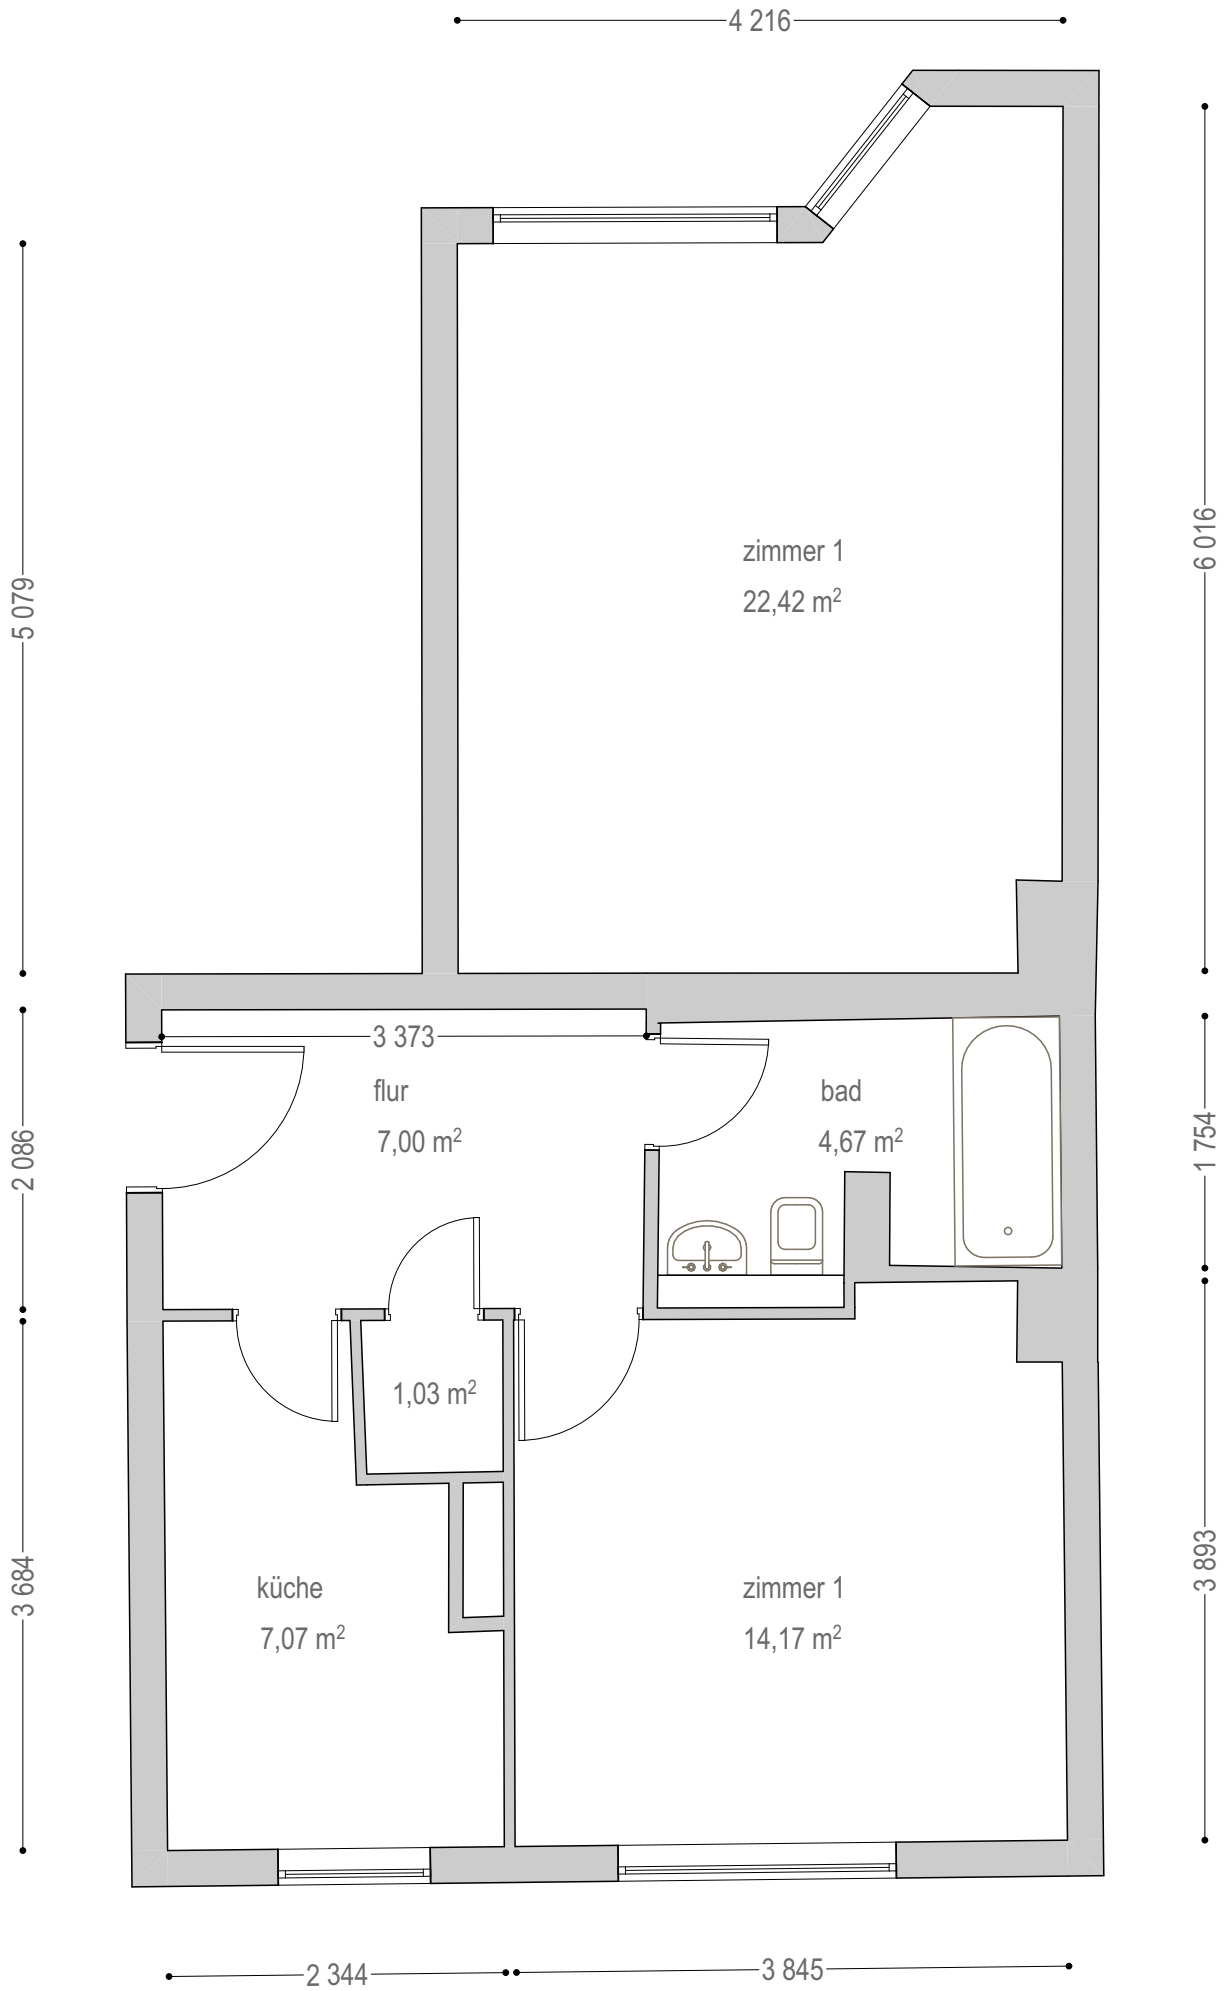 4 216
5 079
6 016
zimmer 1
22,42 m²
3 373
flur
7,00 m²
bad
4,67 m²
2 086
1 754
1,03 m²
3 684
3 893
küche
7,07 m²
zimmer 1
14,17 m²
2 344
3 845